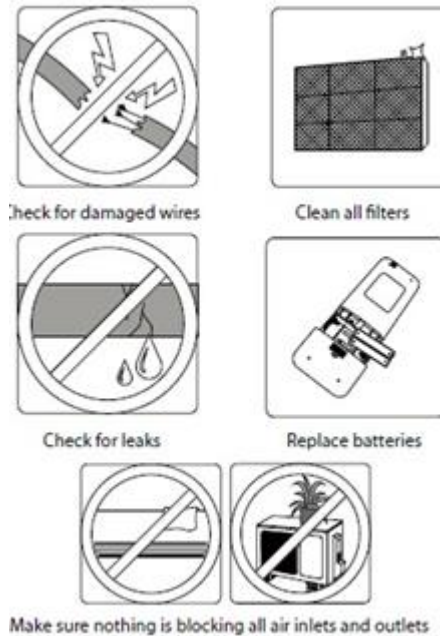 Check for damaged wires
Clean all filters
Check for leaks
Replace batteries
Make sure nothing is blocking all air inlets and outlets